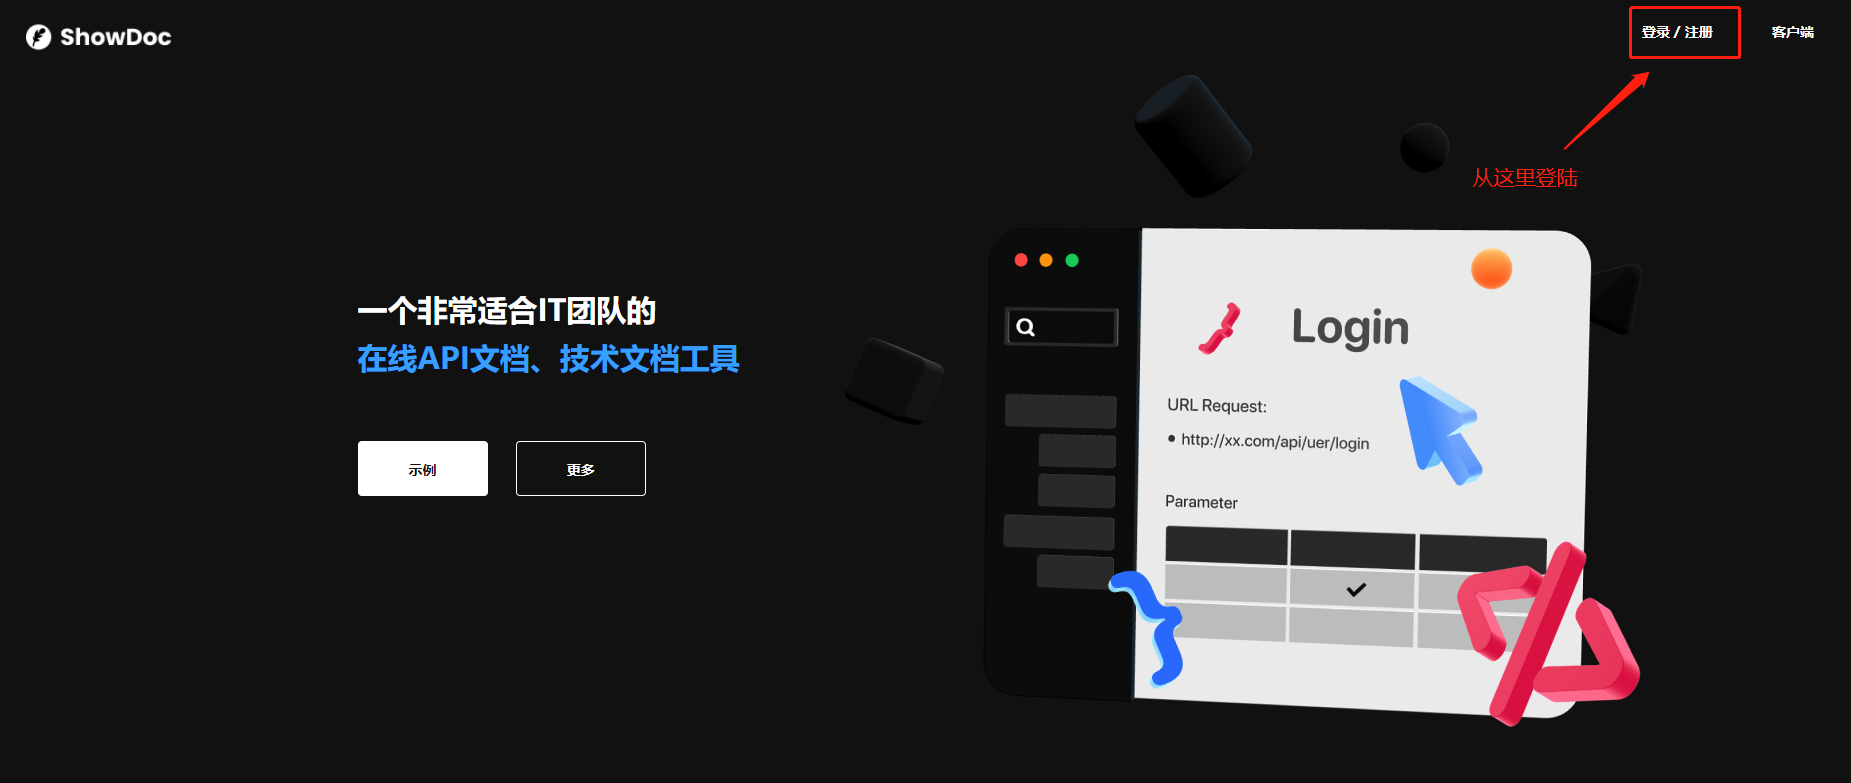 ShowDoc
登录 / 注册
客户端
从这里登陆
一个非常适合IT团队的
在线API文档、技术文档工具
示例
更多
Login
URL Request:
• http://xx.com/api/uer/login
Parameter